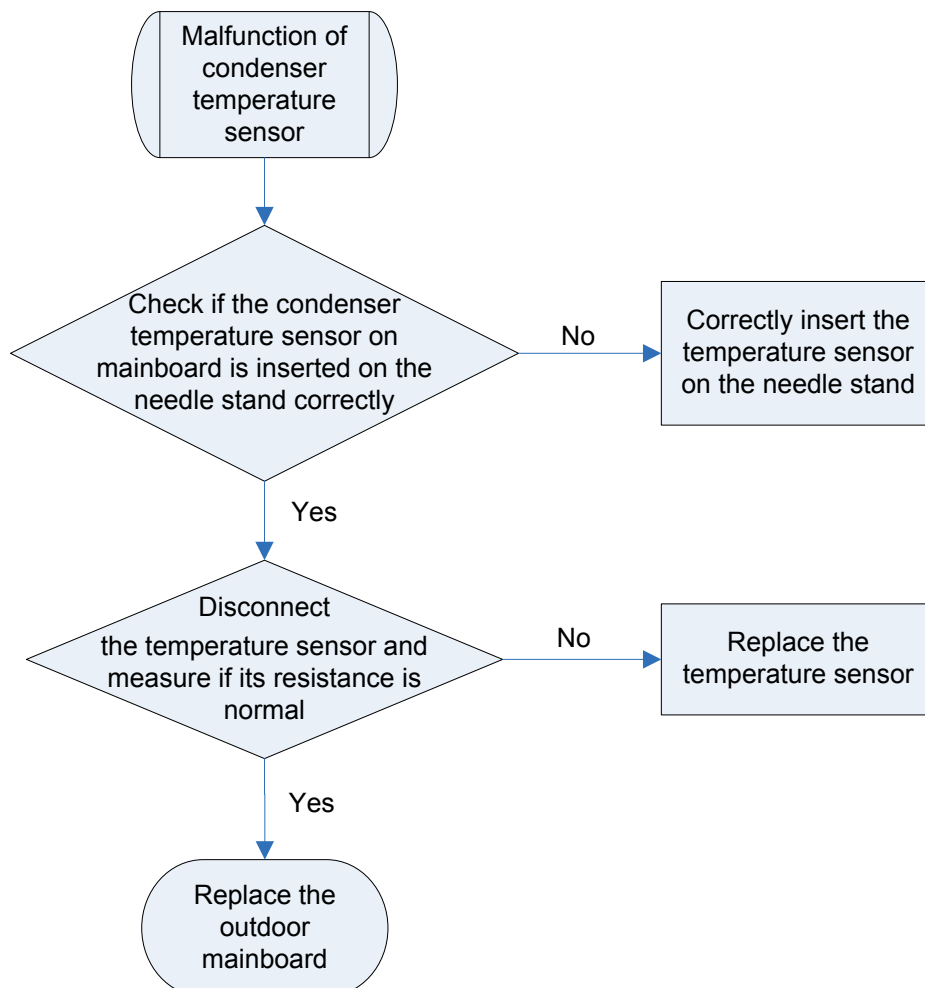 Malfunction of
condenser
temperature
sensor
Check if the condenser
temperature sensor on
mainboard is inserted on the
needle stand correctly
No
Correctly insert the
temperature sensor
on the needle stand
Yes
Disconnect
the temperature sensor and
measure if its resistance is
normal
No
Replace the
temperature sensor
Yes
Replace the
outdoor
mainboard